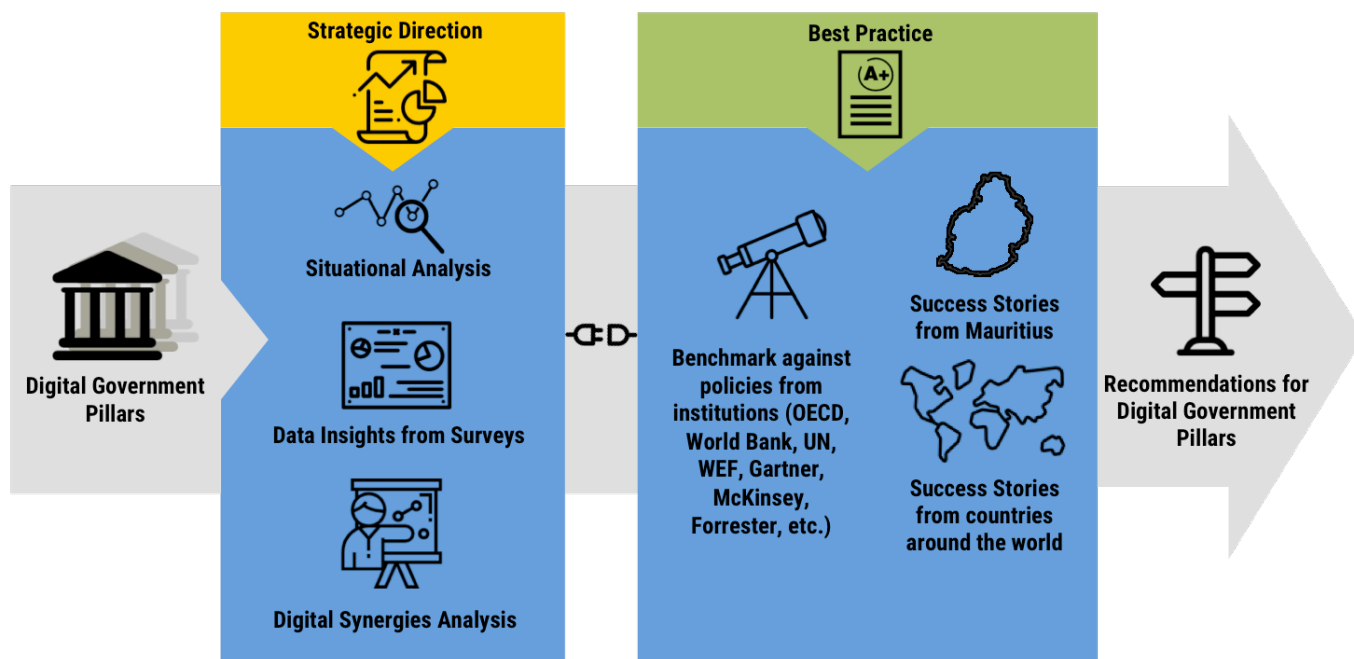 Strategic Direction
Best Practice
A+
Digital Government
Pillars
Situational Analysis
Data Insights from Surveys
Digital Synergies Analysis
Benchmark against
policies from
institutions (OECD,
World Bank, UN,
WEF, Gartner,
McKinsey,
Forrester, etc.)
Success Stories
from Mauritius
Success Stories
from countries
around the world
Recommendations for
Digital Government
Pillars